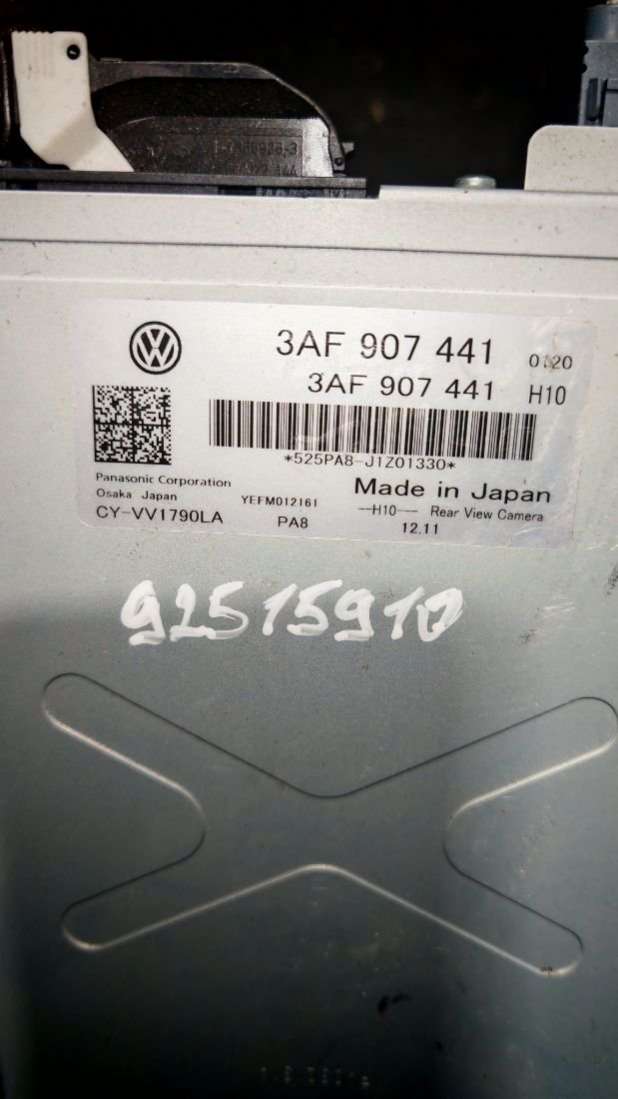 3AF 907 441 0120
3AF 907 441 H10
*525PA8-J1Z01330*
Panasonic Corporation
Osaka Japan YEFM012161 Made in Japan
CY-VV1790LA PA8 --H10-- Rear View Camera
12.11
92515910